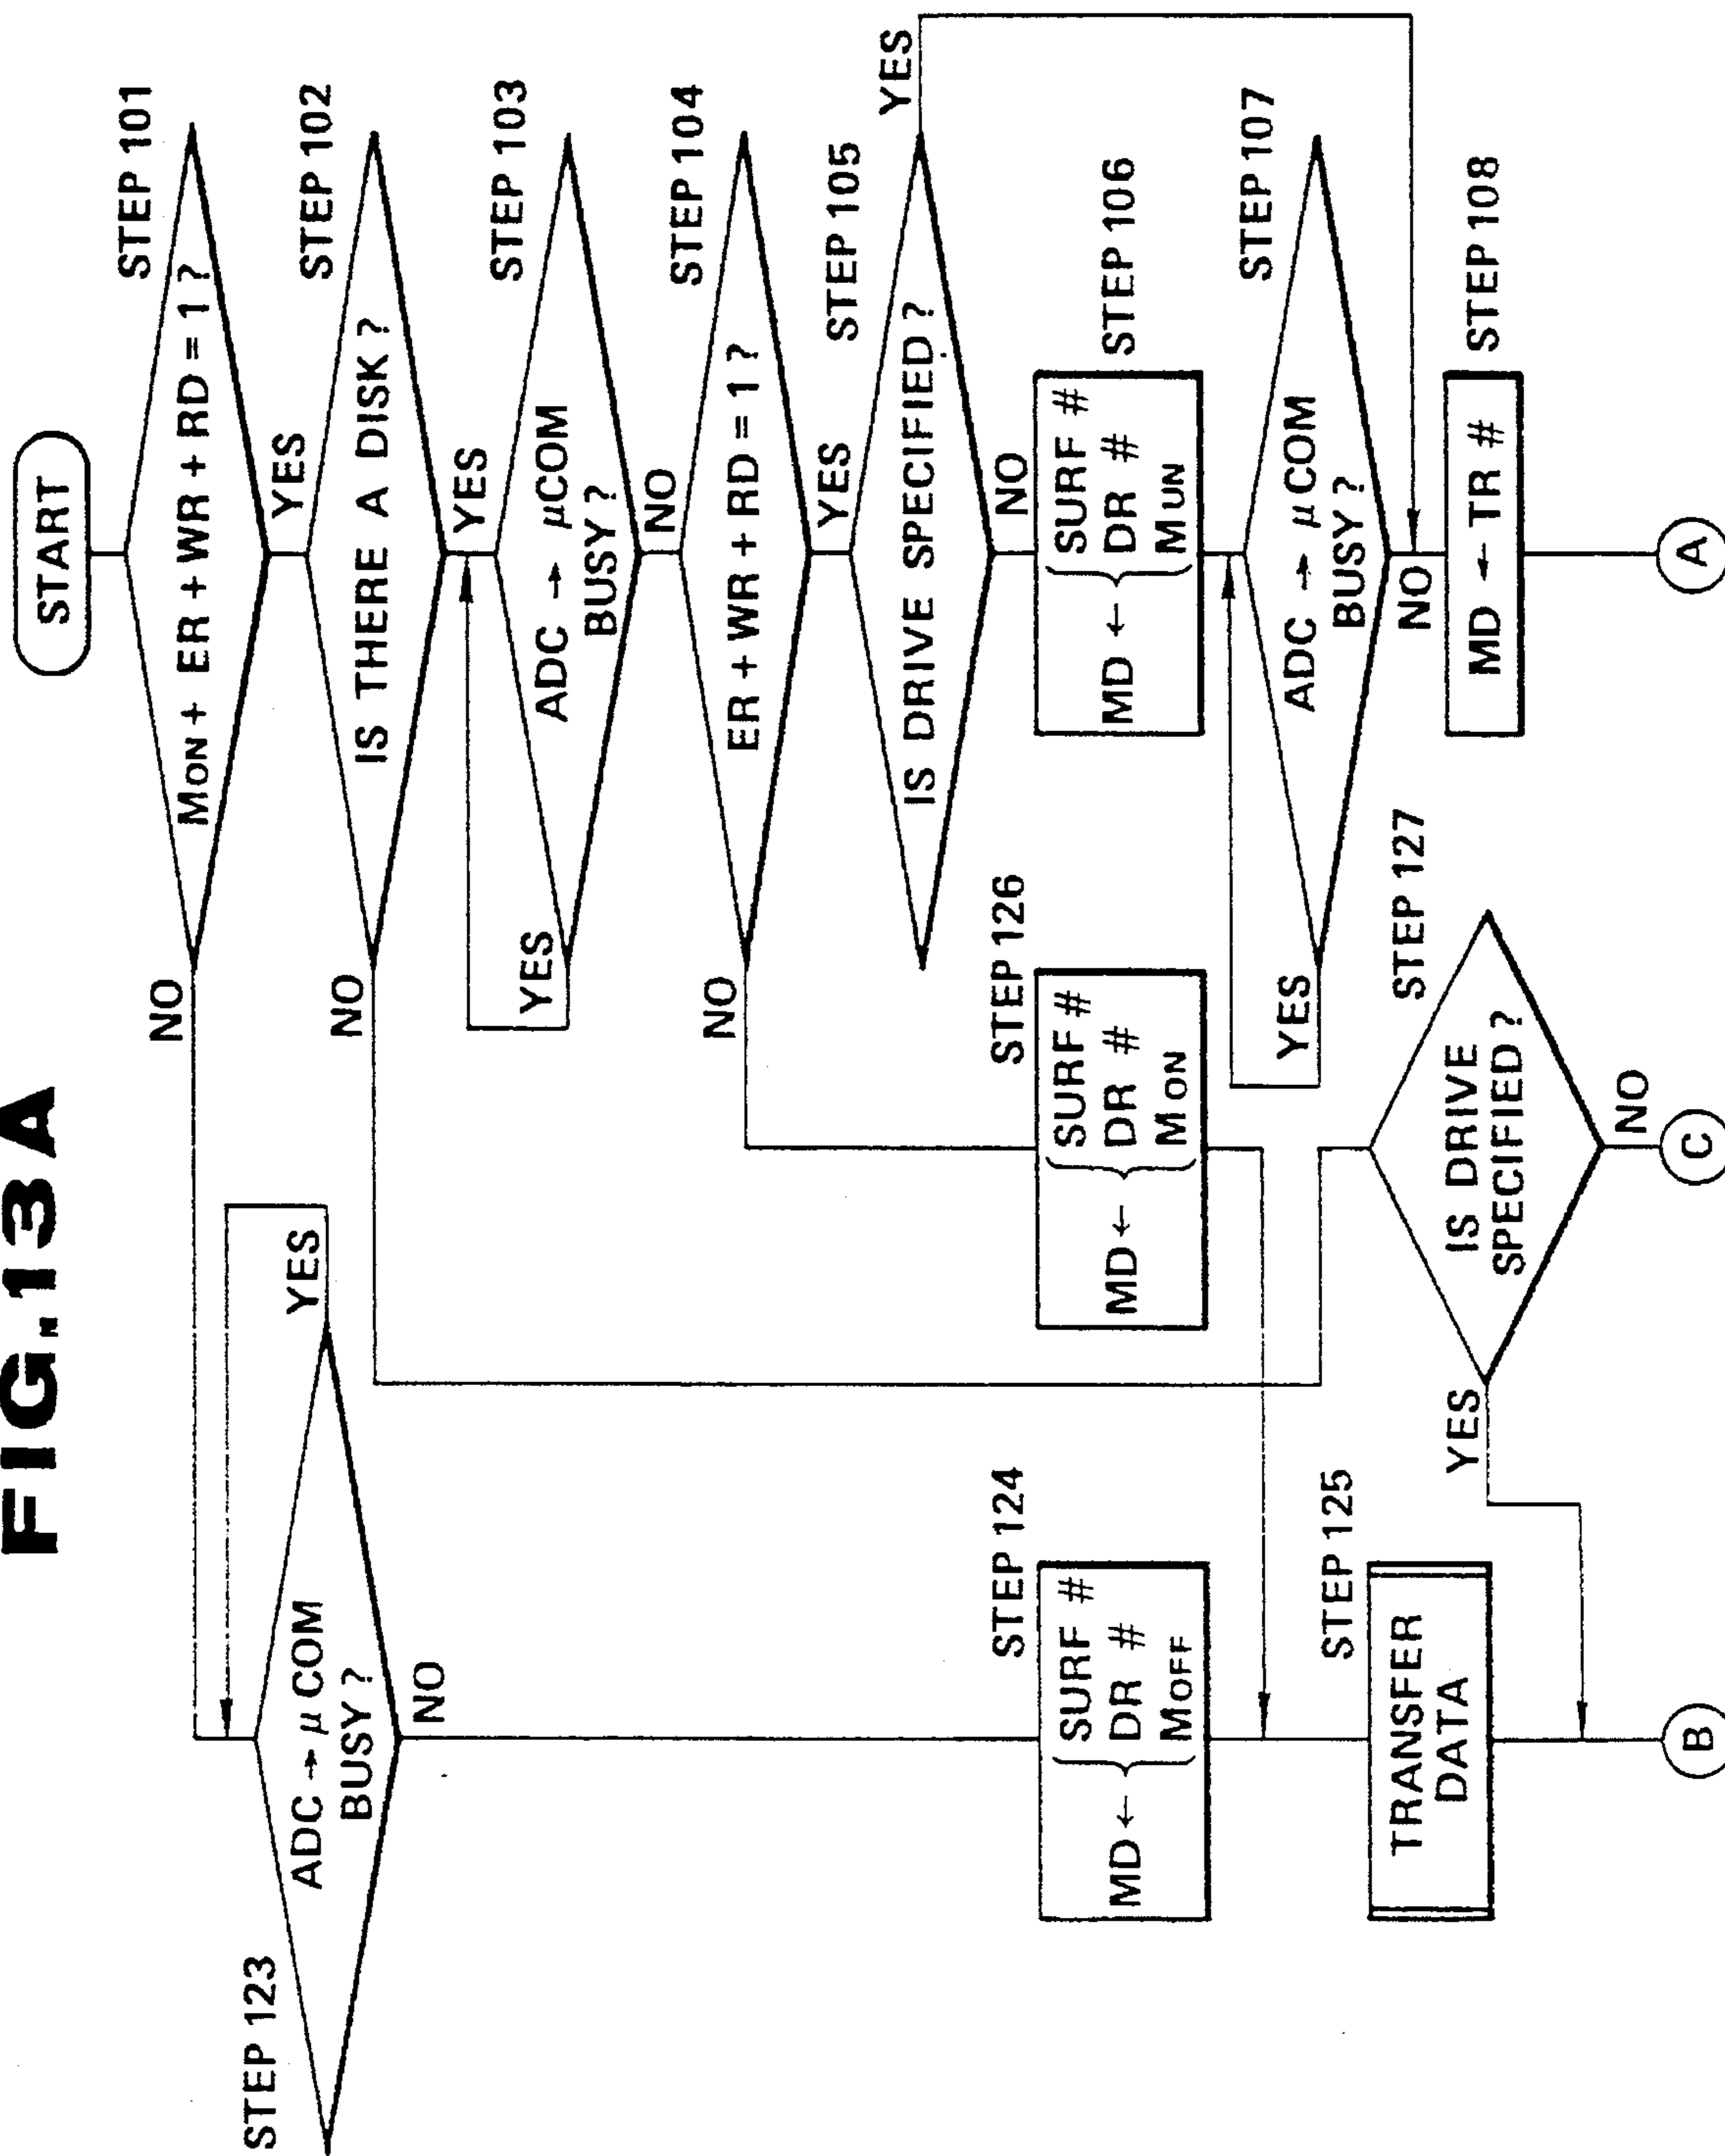 FIG. 13 A
START
STEP 101
MON + ER + WR + RD = 1 ?
NO
YES
STEP 102
IS THERE A DISK ?
NO
YES
STEP 103
ADC → μCOM
BUSY ?
YES
NO
STEP 104
ER + WR + RD = 1 ?
NO
YES
STEP 105
IS DRIVE SPECIFIED ?
YES
NO
STEP 106
SURF #
MD ← { DR #
MUN
STEP 107
ADC → μ COM
BUSY ?
YES
NO
STEP 108
MD ← TR #
A
STEP 123
ADC → μ COM
BUSY ?
YES
NO
STEP 124
SURF #
MD ← { DR #
MOFF
STEP 125
TRANSFER
DATA
B
STEP 126
SURF #
MD ← { DR #
MON
STEP 127
IS DRIVE
SPECIFIED ?
YES
NO
C